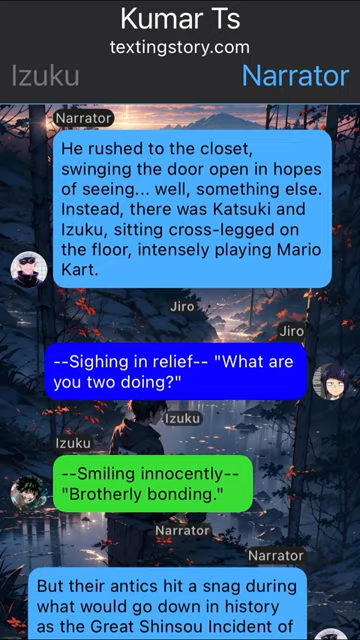 Kumar Ts
textingstory.com
Izuku
Narrator
Narrator
He rushed to the closet,
swinging the door open in hopes
of seeing... well, something else.
Instead, there was Katsuki and
Izuku, sitting cross-legged on
the floor, intensely playing Mario
Kart.
Jiro
Jiro
--Sighing in relief-- "What are
you two doing?"
Izuku
Izuku
--Smiling innocently--
"Brotherly bonding."
Narrator
Narrator
But their antics hit a snag during
what would go down in history
as the Great Shinsou Incident of